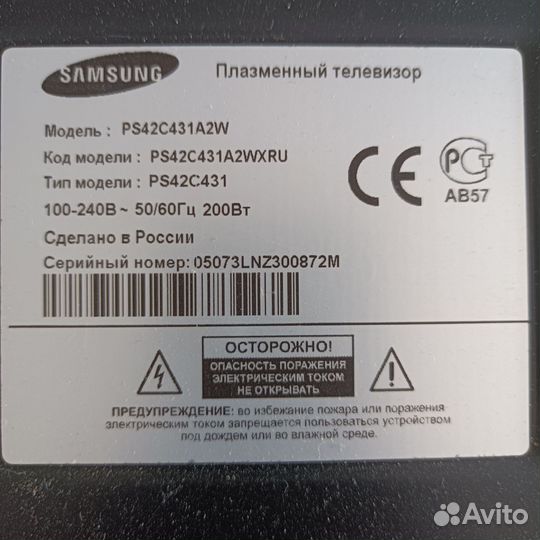 SAMSUNG
Плазменный телевизор
Модель : PS42C431A2W
Код модели : PS42C431A2WXRU
Тип модели : PS42C431
100-240В ~ 50/60Гц 200Вт
Сделано в России
Серийный номер: 05073LNZ300872M
CE
РСТ
АВ57
ОСТОРОЖНО!
ОПАСНОСТЬ ПОРАЖЕНИЯ
ЭЛЕКТРИЧЕСКИМ ТОКОМ
НЕ ОТКРЫВАТЬ
ПРЕДУПРЕЖДЕНИЕ: во избежание пожара или поражения
электрическим током запрещается пользоваться устройством
под дождем или во влажной среде.
Avito